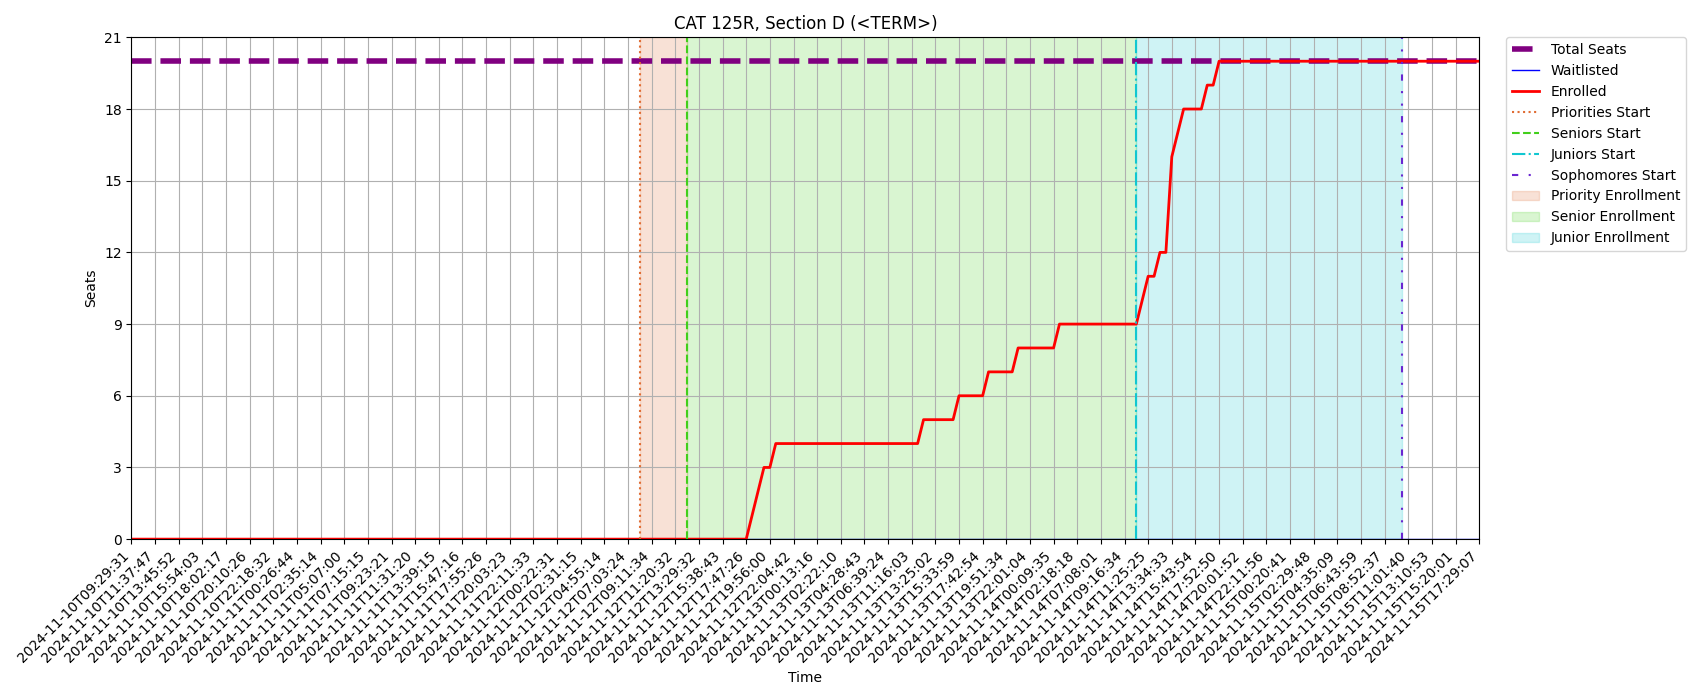 CAT 125R, Section D (<TERM>)
21
18
15
12
9
6
3
0
Seats
Total Seats
Waitlisted
Enrolled
Priorities Start
Seniors Start
Juniors Start
Sophomores Start
Priority Enrollment
Senior Enrollment
Junior Enrollment
2024-11-10T09:29:31
2024-11-10T11:37:47
2024-11-10T13:45:52
2024-11-10T15:54:03
2024-11-10T18:02:17
2024-11-10T20:10:26
2024-11-10T22:18:32
2024-11-11T00:26:44
2024-11-11T02:35:14
2024-11-11T05:07:00
2024-11-11T07:15:15
2024-11-11T09:23:21
2024-11-11T11:31:20
2024-11-11T13:39:15
2024-11-11T15:47:16
2024-11-11T17:55:26
2024-11-11T20:03:23
2024-11-11T22:11:33
2024-11-12T00:22:31
2024-11-12T02:31:15
2024-11-12T04:55:14
2024-11-12T07:03:24
2024-11-12T09:11:34
2024-11-12T11:20:32
2024-11-12T13:29:32
2024-11-12T15:38:43
2024-11-12T17:47:26
2024-11-12T19:56:00
2024-11-12T22:04:42
2024-11-13T00:13:16
2024-11-13T02:22:10
2024-11-13T04:28:43
2024-11-13T06:39:24
2024-11-13T11:16:03
2024-11-13T13:25:02
2024-11-13T15:33:59
2024-11-13T17:42:54
2024-11-13T19:51:34
2024-11-13T22:01:04
2024-11-14T00:09:35
2024-11-14T02:18:18
2024-11-14T07:08:01
2024-11-14T09:16:34
2024-11-14T11:25:25
2024-11-14T13:34:33
2024-11-14T15:43:54
2024-11-14T17:52:50
2024-11-14T20:01:52
2024-11-14T22:11:56
2024-11-15T00:20:41
2024-11-15T02:29:48
2024-11-15T04:35:09
2024-11-15T06:43:59
2024-11-15T08:52:37
2024-11-15T11:01:40
2024-11-15T13:10:53
2024-11-15T15:20:01
2024-11-15T17:29:07
Time